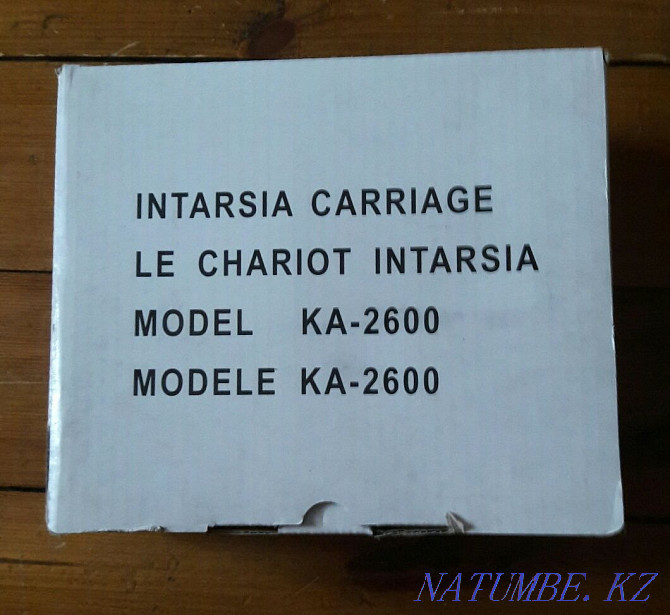 INTARSIA CARRIAGE
LE CHARIOT INTARSIA
MODEL KA-2600
MODELE KA-2600
NATUMBE. KZ